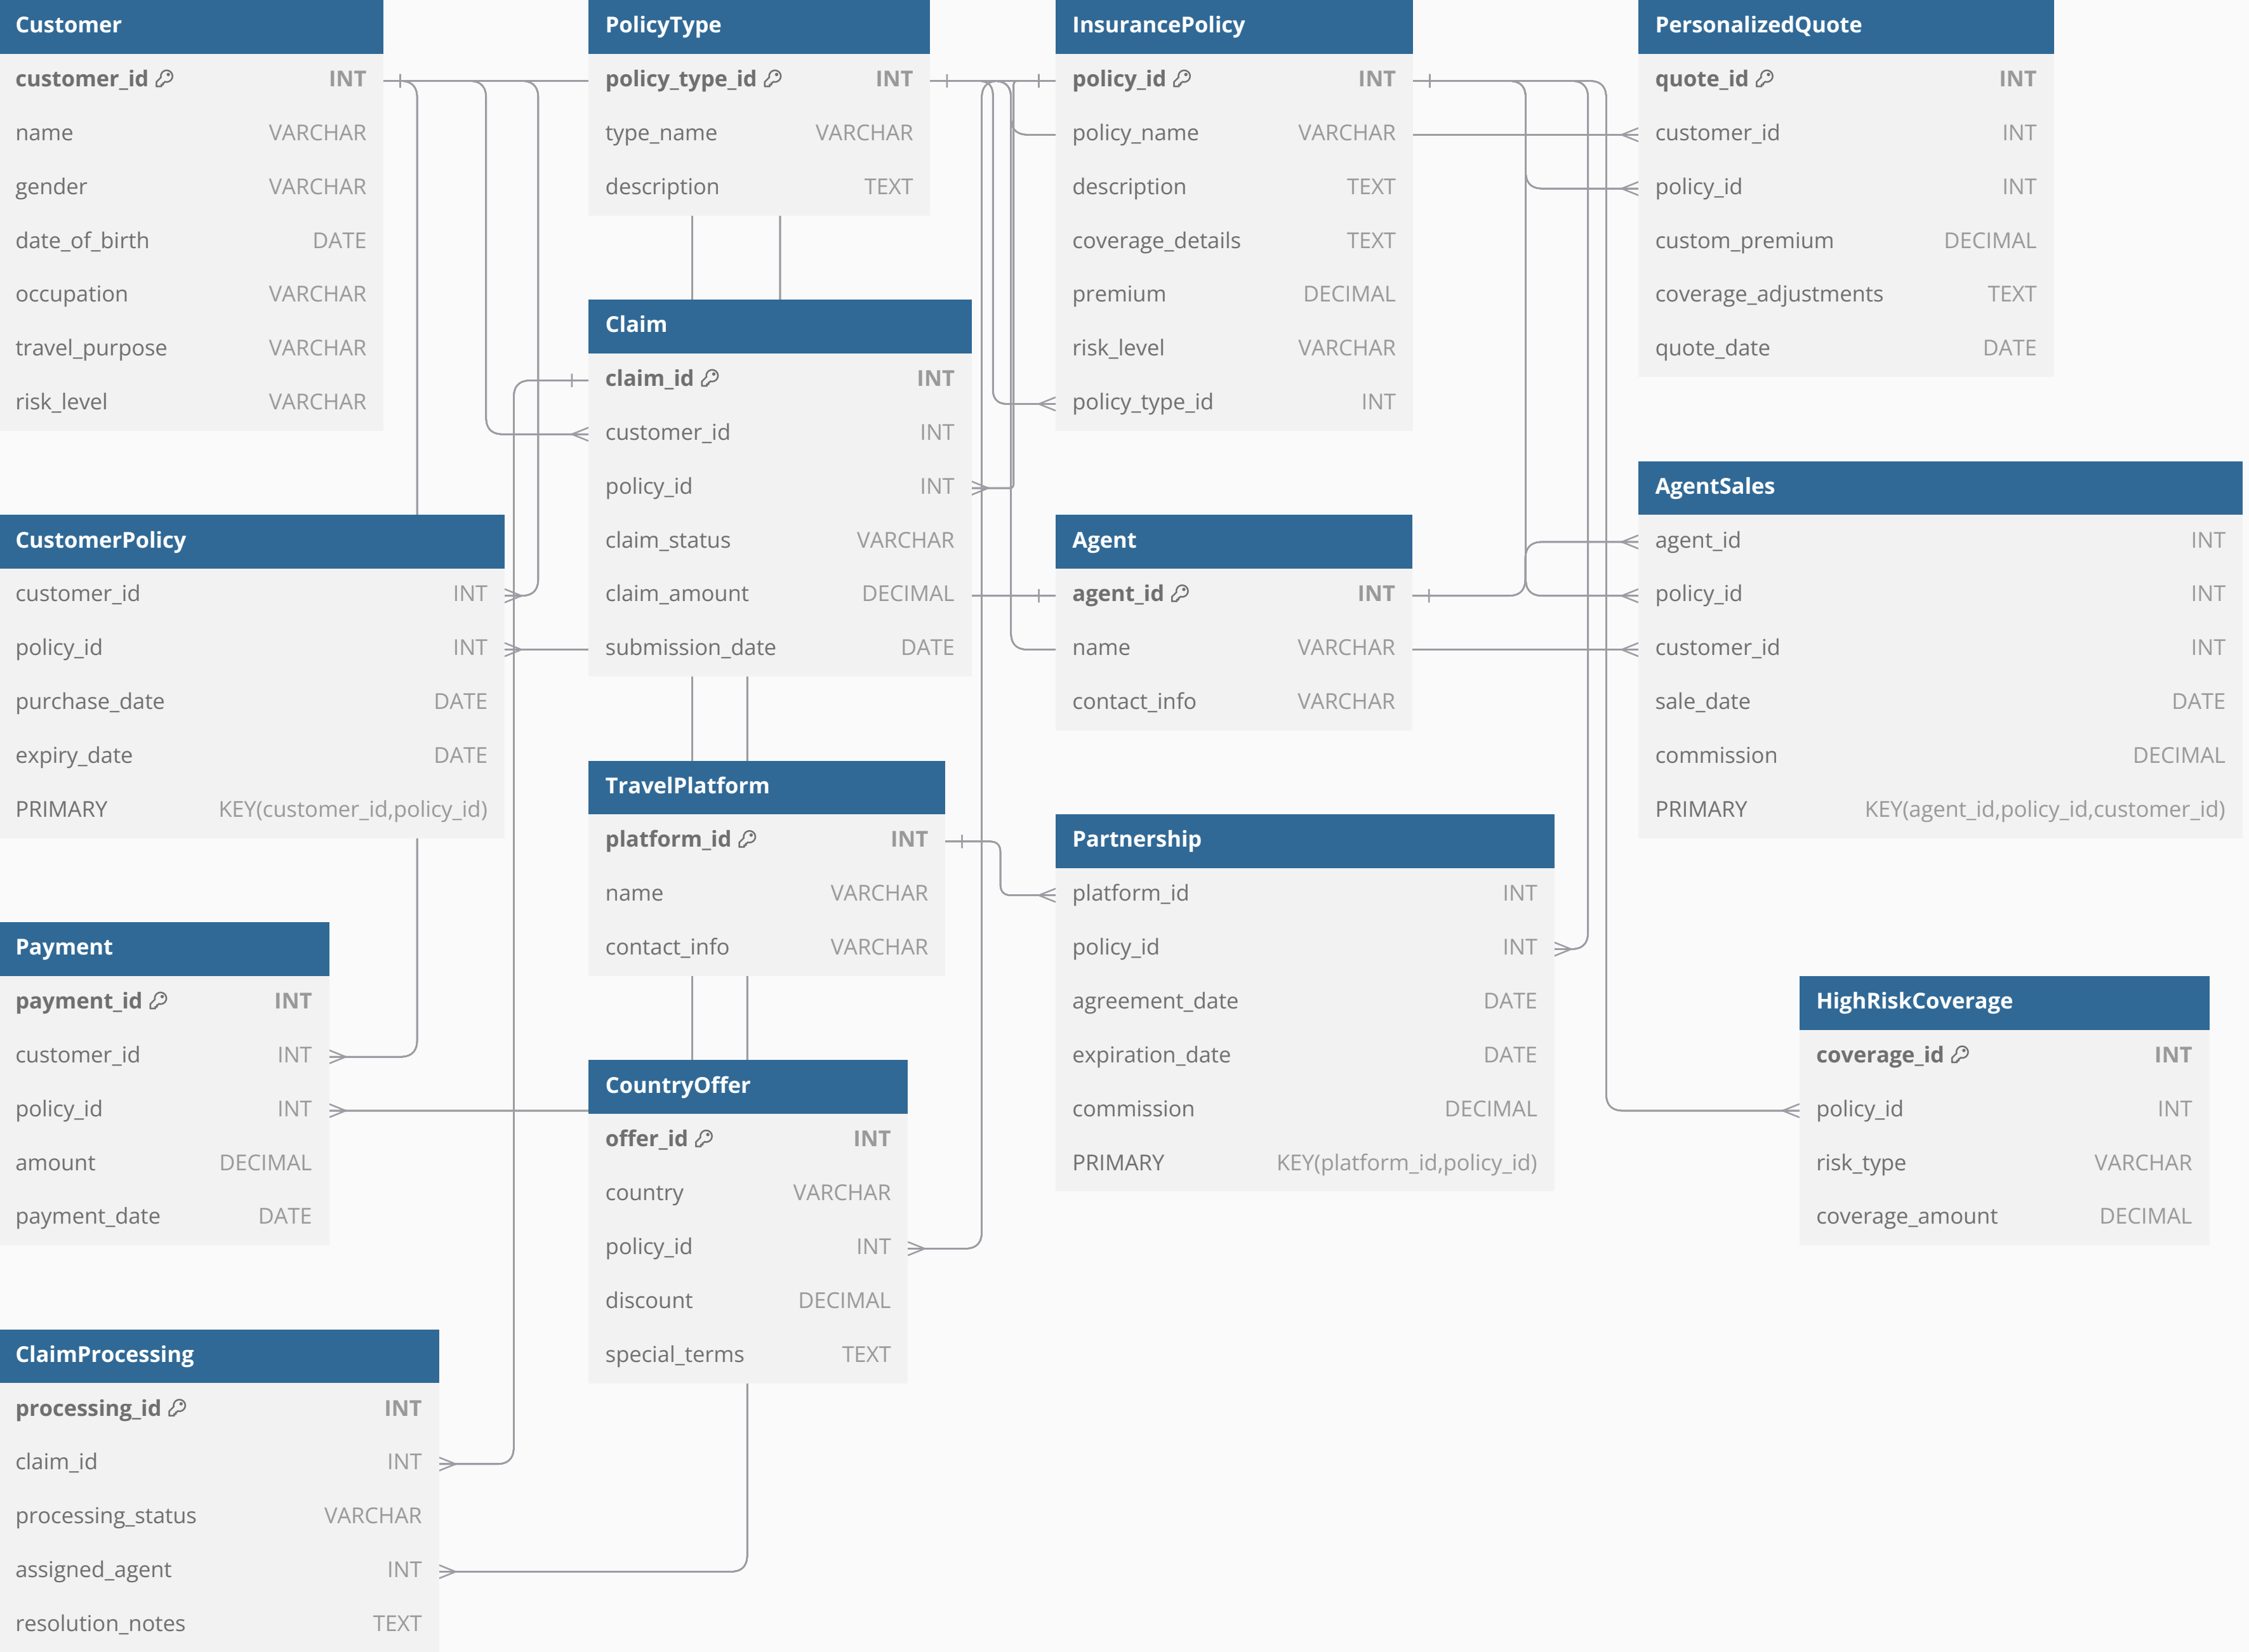 Customer
customer_id INT
name VARCHAR
gender VARCHAR
date_of_birth DATE
occupation VARCHAR
travel_purpose VARCHAR
risk_level VARCHAR
PolicyType
policy_type_id INT
type_name VARCHAR
description TEXT
InsurancePolicy
policy_id INT
policy_name VARCHAR
description TEXT
coverage_details TEXT
premium DECIMAL
risk_level VARCHAR
policy_type_id INT
PersonalizedQuote
quote_id INT
customer_id INT
policy_id INT
custom_premium DECIMAL
coverage_adjustments TEXT
quote_date DATE
Claim
claim_id INT
customer_id INT
policy_id INT
claim_status VARCHAR
claim_amount DECIMAL
submission_date DATE
AgentSales
agent_id INT
policy_id INT
customer_id INT
sale_date DATE
commission DECIMAL
PRIMARY KEY(agent_id,policy_id,customer_id)
CustomerPolicy
customer_id INT
policy_id INT
purchase_date DATE
expiry_date DATE
PRIMARY KEY(customer_id,policy_id)
Agent
agent_id INT
name VARCHAR
contact_info VARCHAR
TravelPlatform
platform_id INT
name VARCHAR
contact_info VARCHAR
Partnership
platform_id INT
policy_id INT
agreement_date DATE
expiration_date DATE
commission DECIMAL
PRIMARY KEY(platform_id,policy_id)
Payment
payment_id INT
customer_id INT
policy_id INT
amount DECIMAL
payment_date DATE
HighRiskCoverage
coverage_id INT
policy_id INT
risk_type VARCHAR
coverage_amount DECIMAL
CountryOffer
offer_id INT
country VARCHAR
policy_id INT
discount DECIMAL
special_terms TEXT
ClaimProcessing
processing_id INT
claim_id INT
processing_status VARCHAR
assigned_agent INT
resolution_notes TEXT